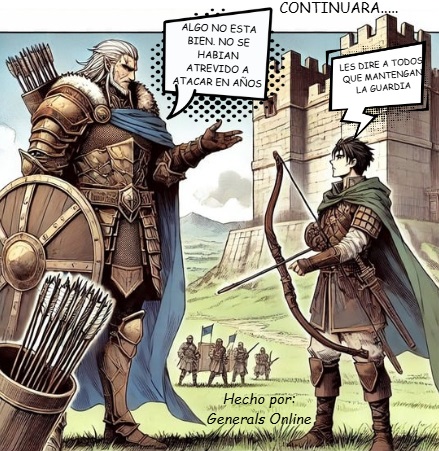 CONTINUARA.....
ALGO NO ESTA
BIEN. NO SE
HABIAN
ATREVIDO A
ATACAR EN AÑOS
LES DIRE A TODOS
QUE MANTENGAN
LA GUARDIA
Hecho por:
Generals Online